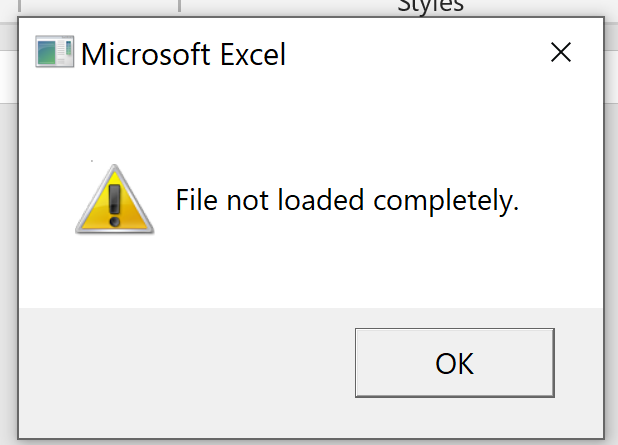 Styles
Microsoft Excel
File not loaded completely.
OK